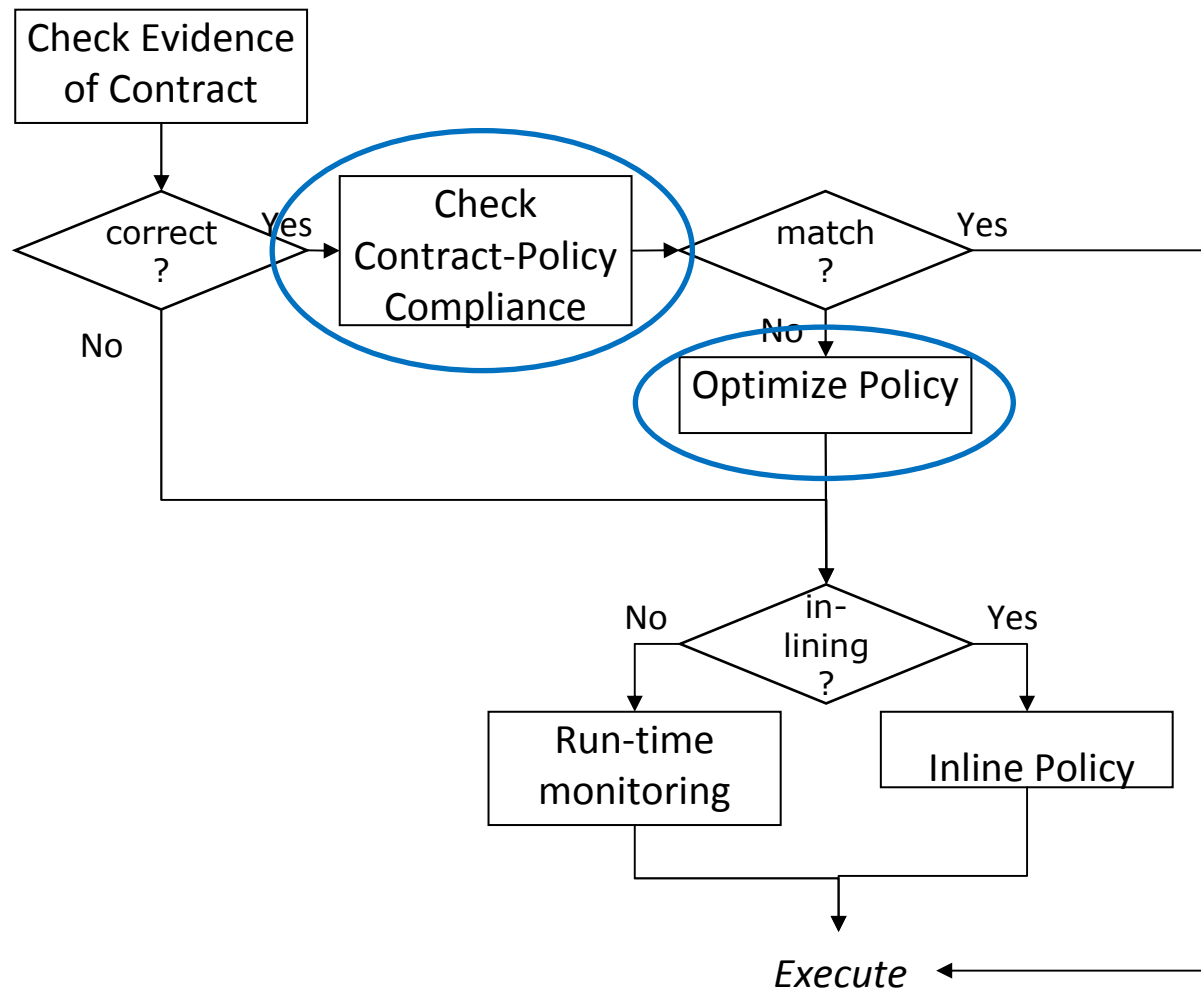 Check Evidence
of Contract
correct
?
Yes
No
Check
Contract-Policy
Compliance
match
?
Yes
No
Optimize Policy
in-
lining
?
No
Yes
Run-time
monitoring
Inline Policy
Execute